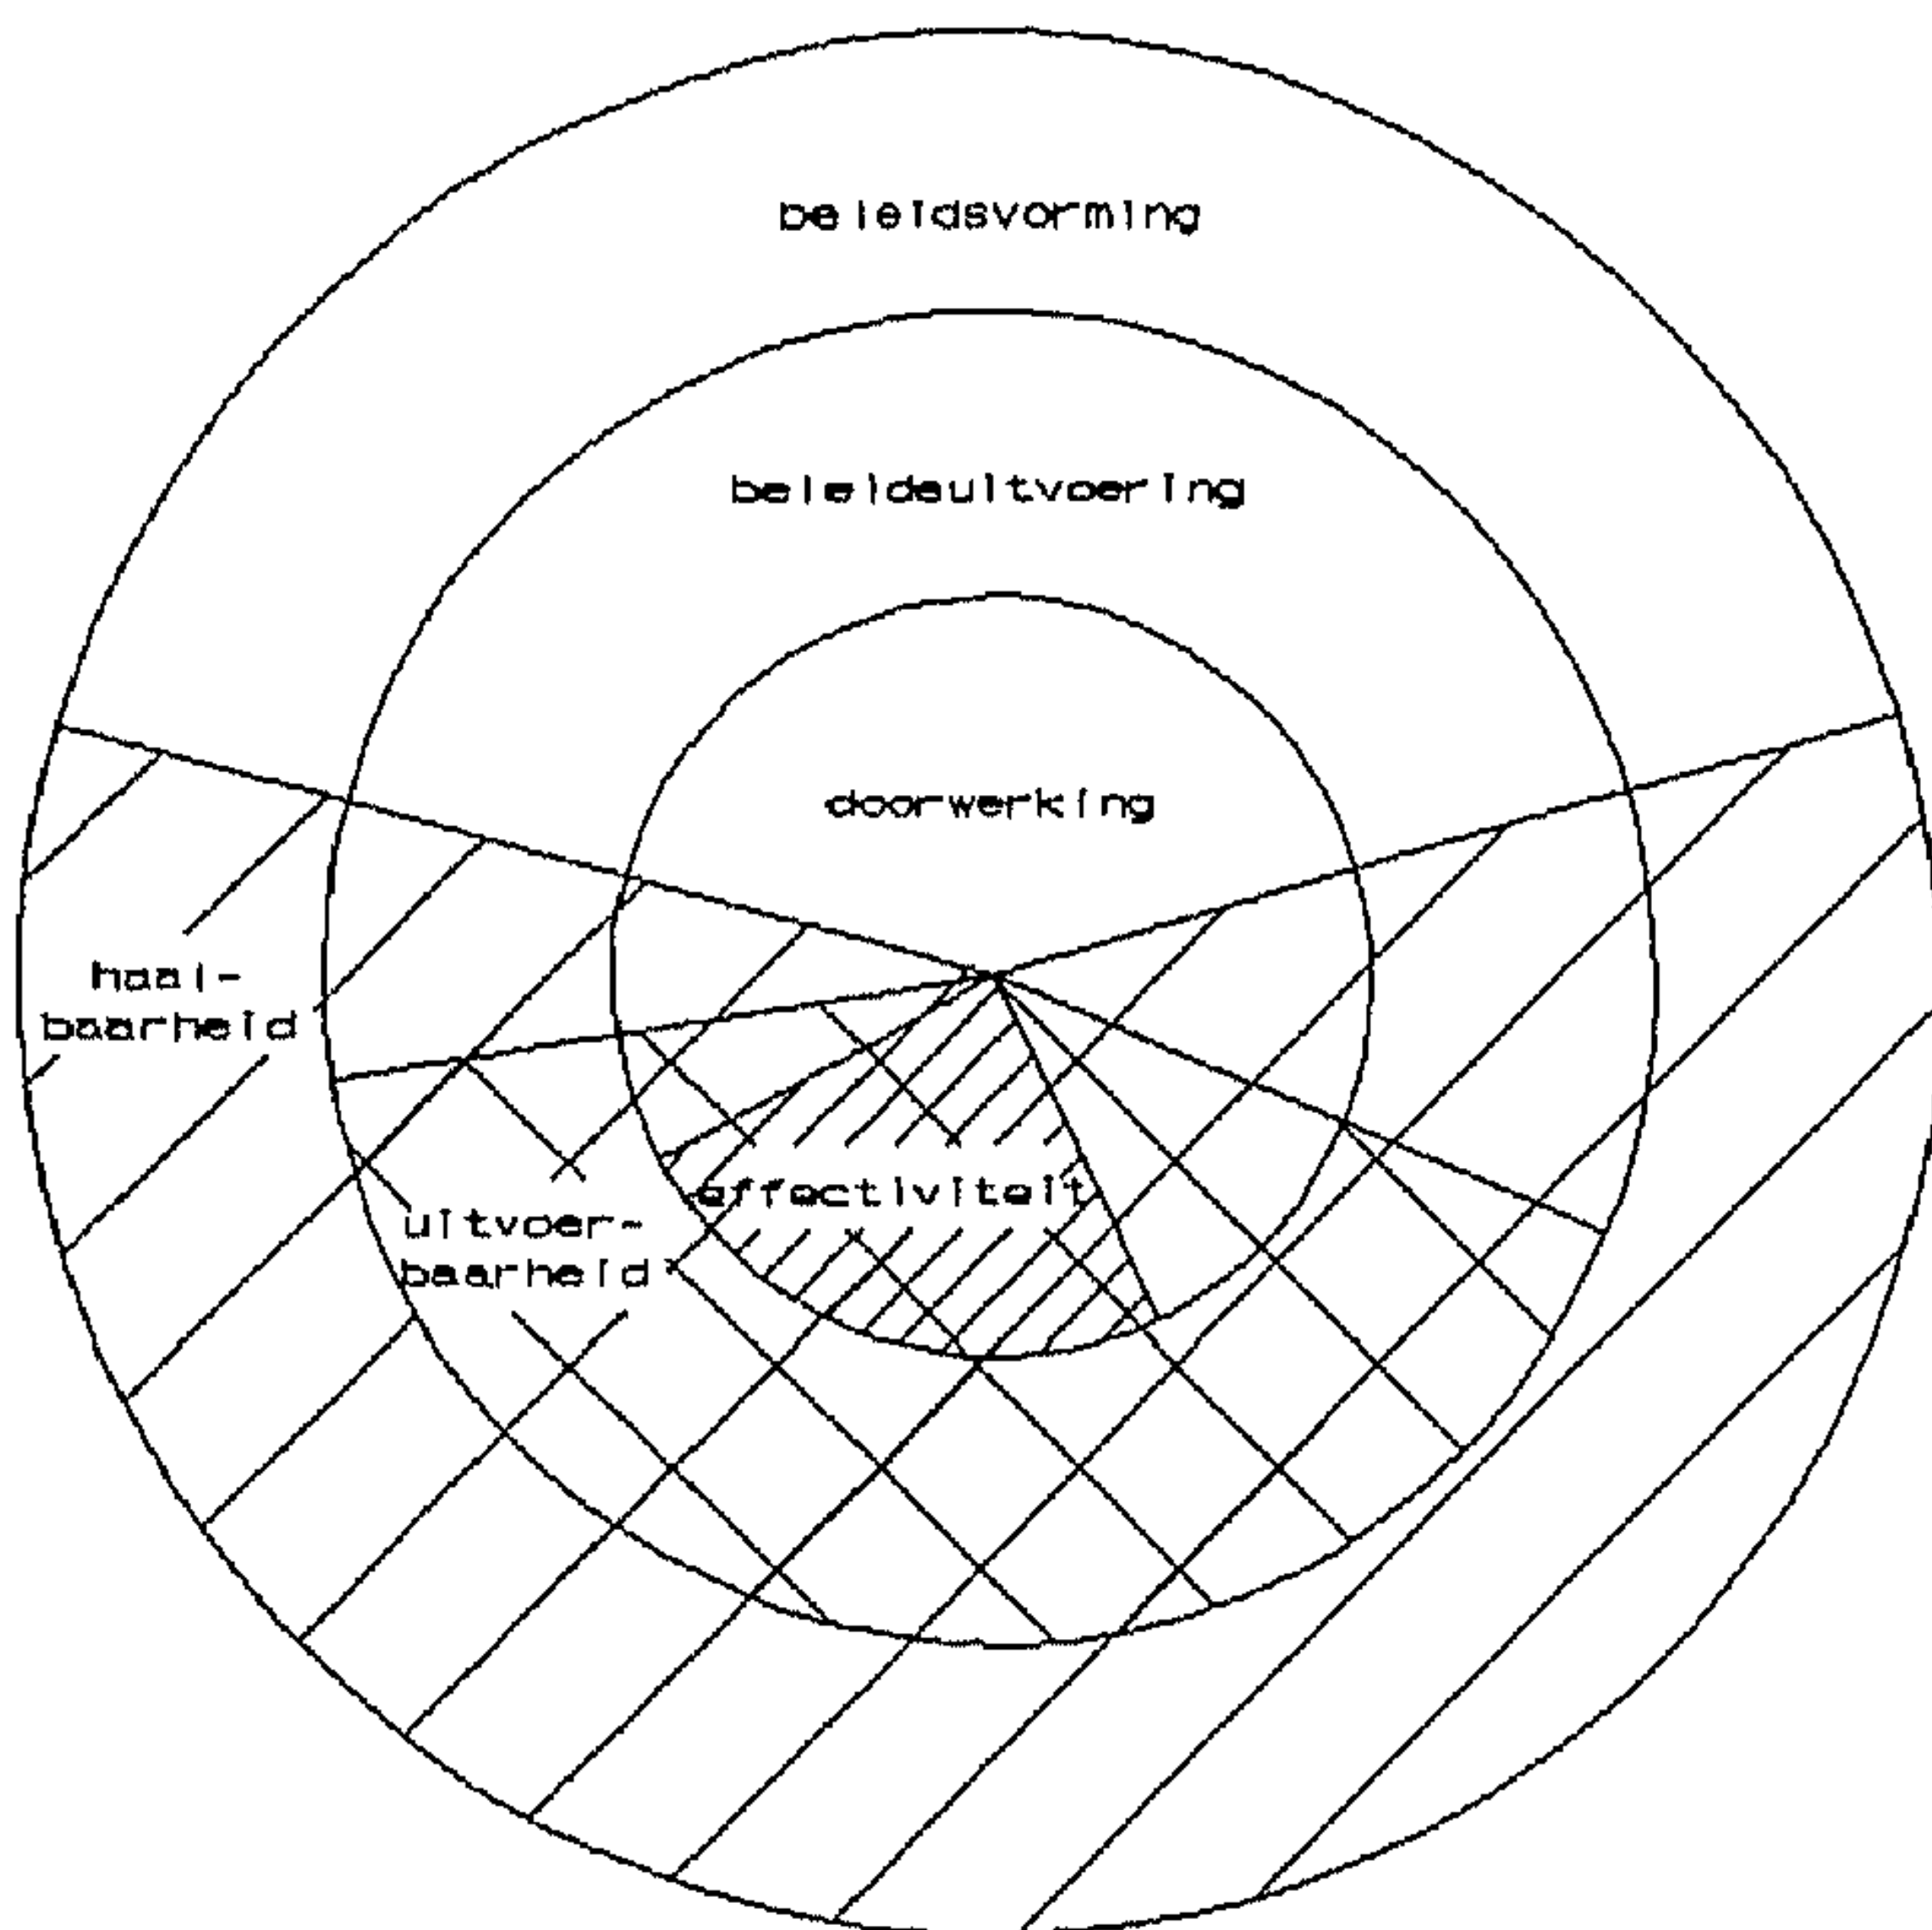 beleidsvorming
beleidsuitvoering
doorwerking
haal-
baarheid
effectiviteit
uitvoer-
baarheid